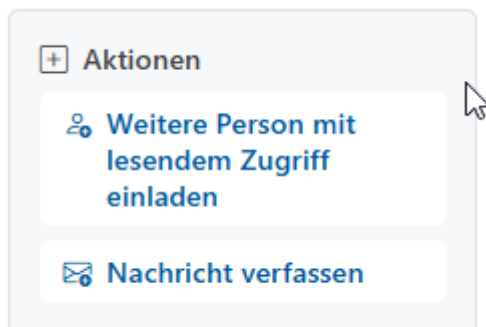 Aktionen
Weitere Person mit
lesendem Zugriff
einladen
Nachricht verfassen